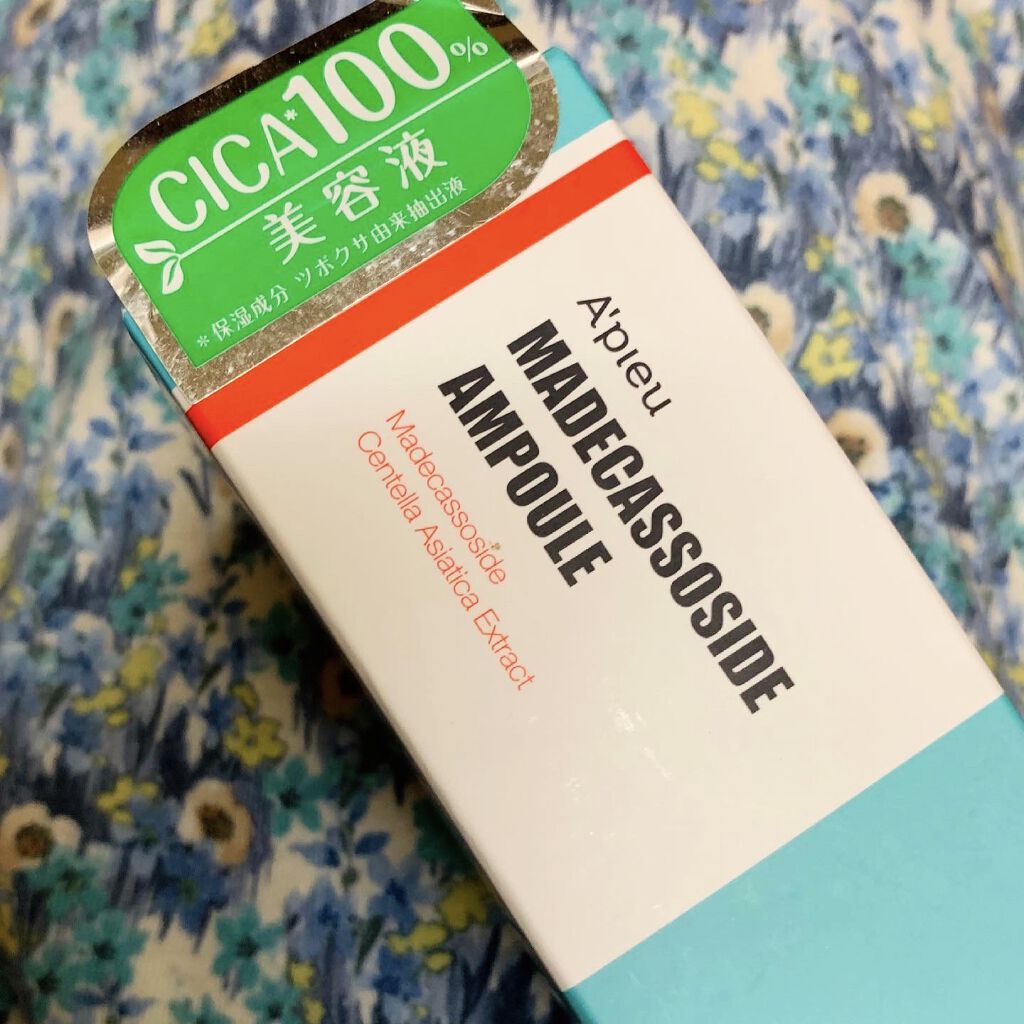 CICA*100%
美容液
*保湿成分 ツボクサ由来抽出液
A'pieu
MADECASSOSIDE
AMPOULE
Madecassoside
Centella Asiatica Extract